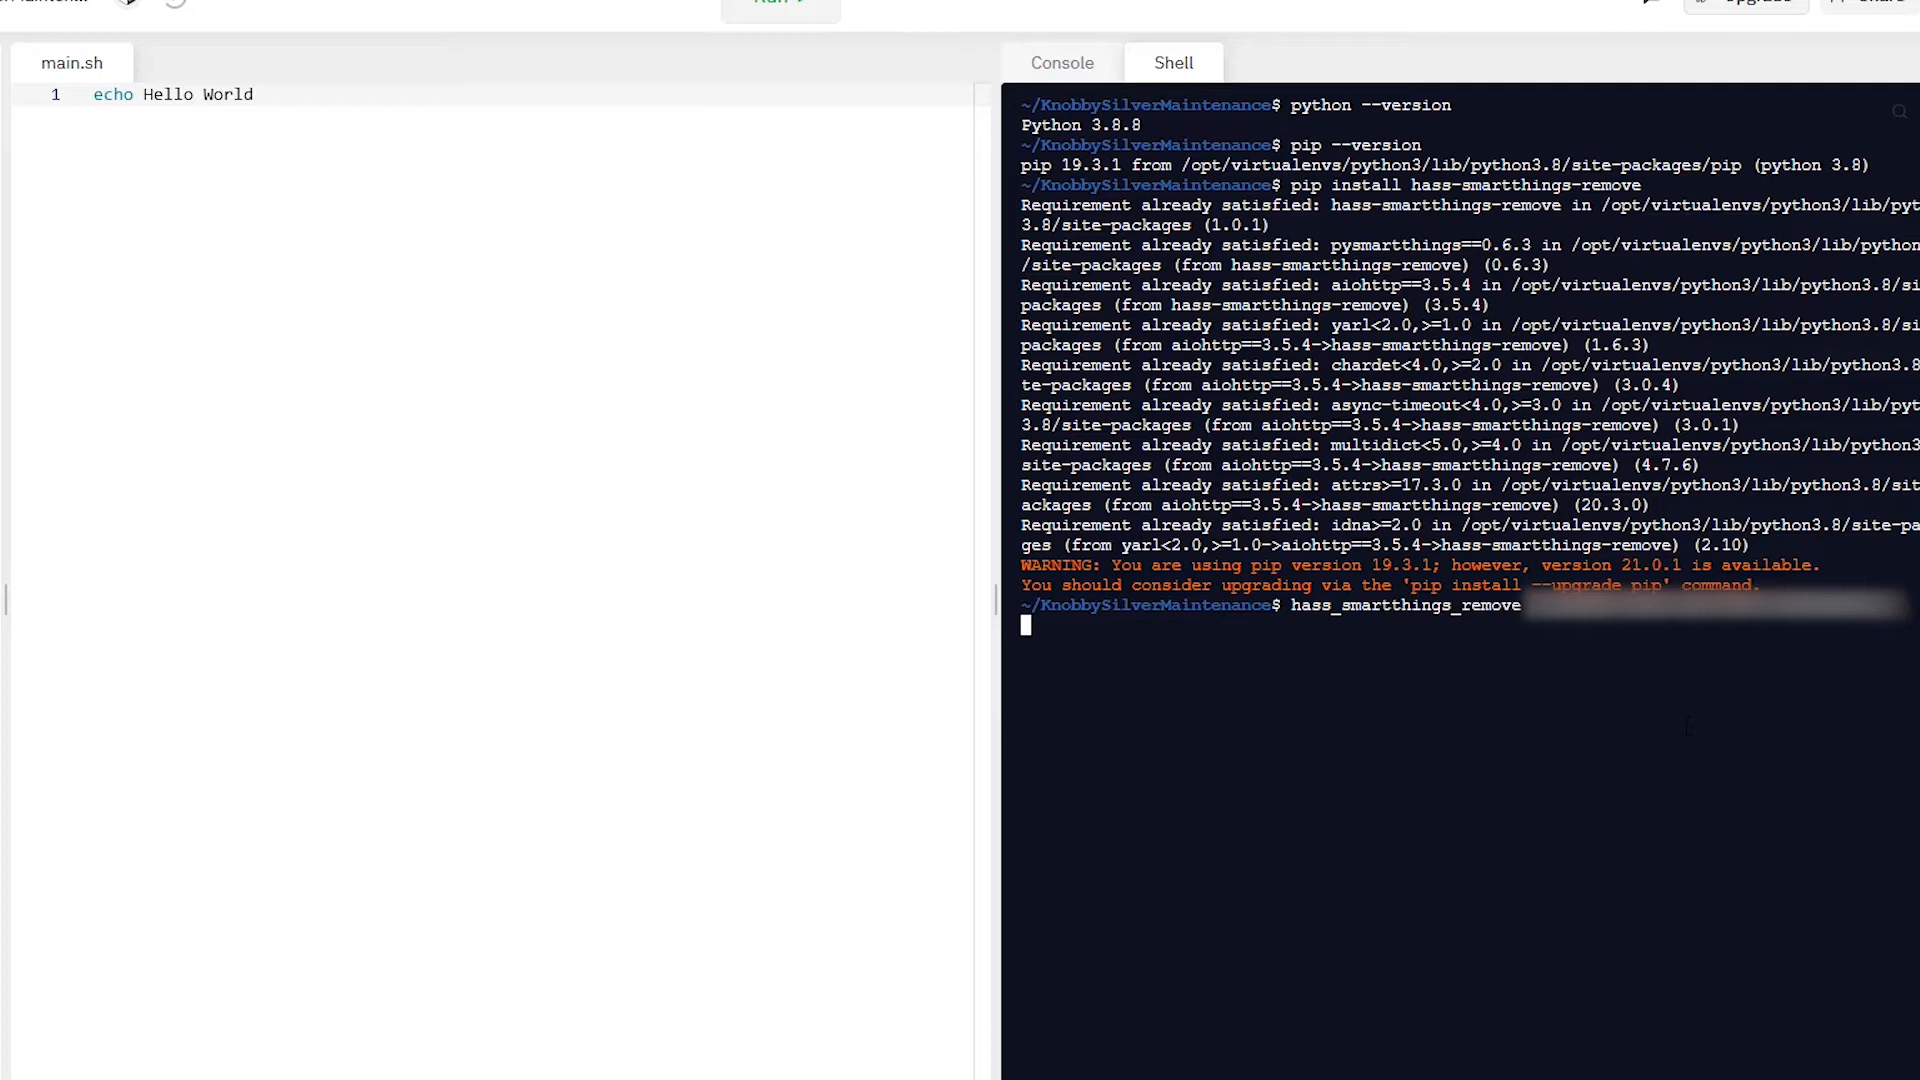 main.sh
1 echo Hello World
Console Shell
~/KnobbySilverMaintenance$ python --version
Python 3.8.8
~/KnobbySilverMaintenance$ pip --version
pip 19.3.1 from /opt/virtualenvs/python3/lib/python3.8/site-packages/pip (python 3.8)
~/KnobbySilverMaintenance$ pip install hass-smartthings-remove
Requirement already satisfied: hass-smartthings-remove in /opt/virtualenvs/python3/lib/pyt
3.8/site-packages (1.0.1)
Requirement already satisfied: pysmartthings==0.6.3 in /opt/virtualenvs/python3/lib/python
/site-packages (from hass-smartthings-remove) (0.6.3)
Requirement already satisfied: aiohttp==3.5.4 in /opt/virtualenvs/python3/lib/python3.8/si
packages (from hass-smartthings-remove) (3.5.4)
Requirement already satisfied: yarl<2.0,>=1.0 in /opt/virtualenvs/python3/lib/python3.8/si
packages (from aiohttp==3.5.4->hass-smartthings-remove) (1.6.3)
Requirement already satisfied: chardet<4.0,>=2.0 in /opt/virtualenvs/python3/lib/python3.8
te-packages (from aiohttp==3.5.4->hass-smartthings-remove) (3.0.4)
Requirement already satisfied: async-timeout<4.0,>=3.0 in /opt/virtualenvs/python3/lib/pyt
3.8/site-packages (from aiohttp==3.5.4->hass-smartthings-remove) (3.0.1)
Requirement already satisfied: multidict<5.0,>=4.0 in /opt/virtualenvs/python3/lib/python3
site-packages (from aiohttp==3.5.4->hass-smartthings-remove) (4.7.6)
Requirement already satisfied: attrs>=17.3.0 in /opt/virtualenvs/python3/lib/python3.8/sit
ackages (from aiohttp==3.5.4->hass-smartthings-remove) (20.3.0)
Requirement already satisfied: idna>=2.0 in /opt/virtualenvs/python3/lib/python3.8/site-pa
ges (from yarl<2.0,>=1.0->aiohttp==3.5.4->hass-smartthings-remove) (2.10)
WARNING: You are using pip version 19.3.1; however, version 21.0.1 is available.
You should consider upgrading via the 'pip install --upgrade pip' command.
~/KnobbySilverMaintenance$ hass_smartthings_remove